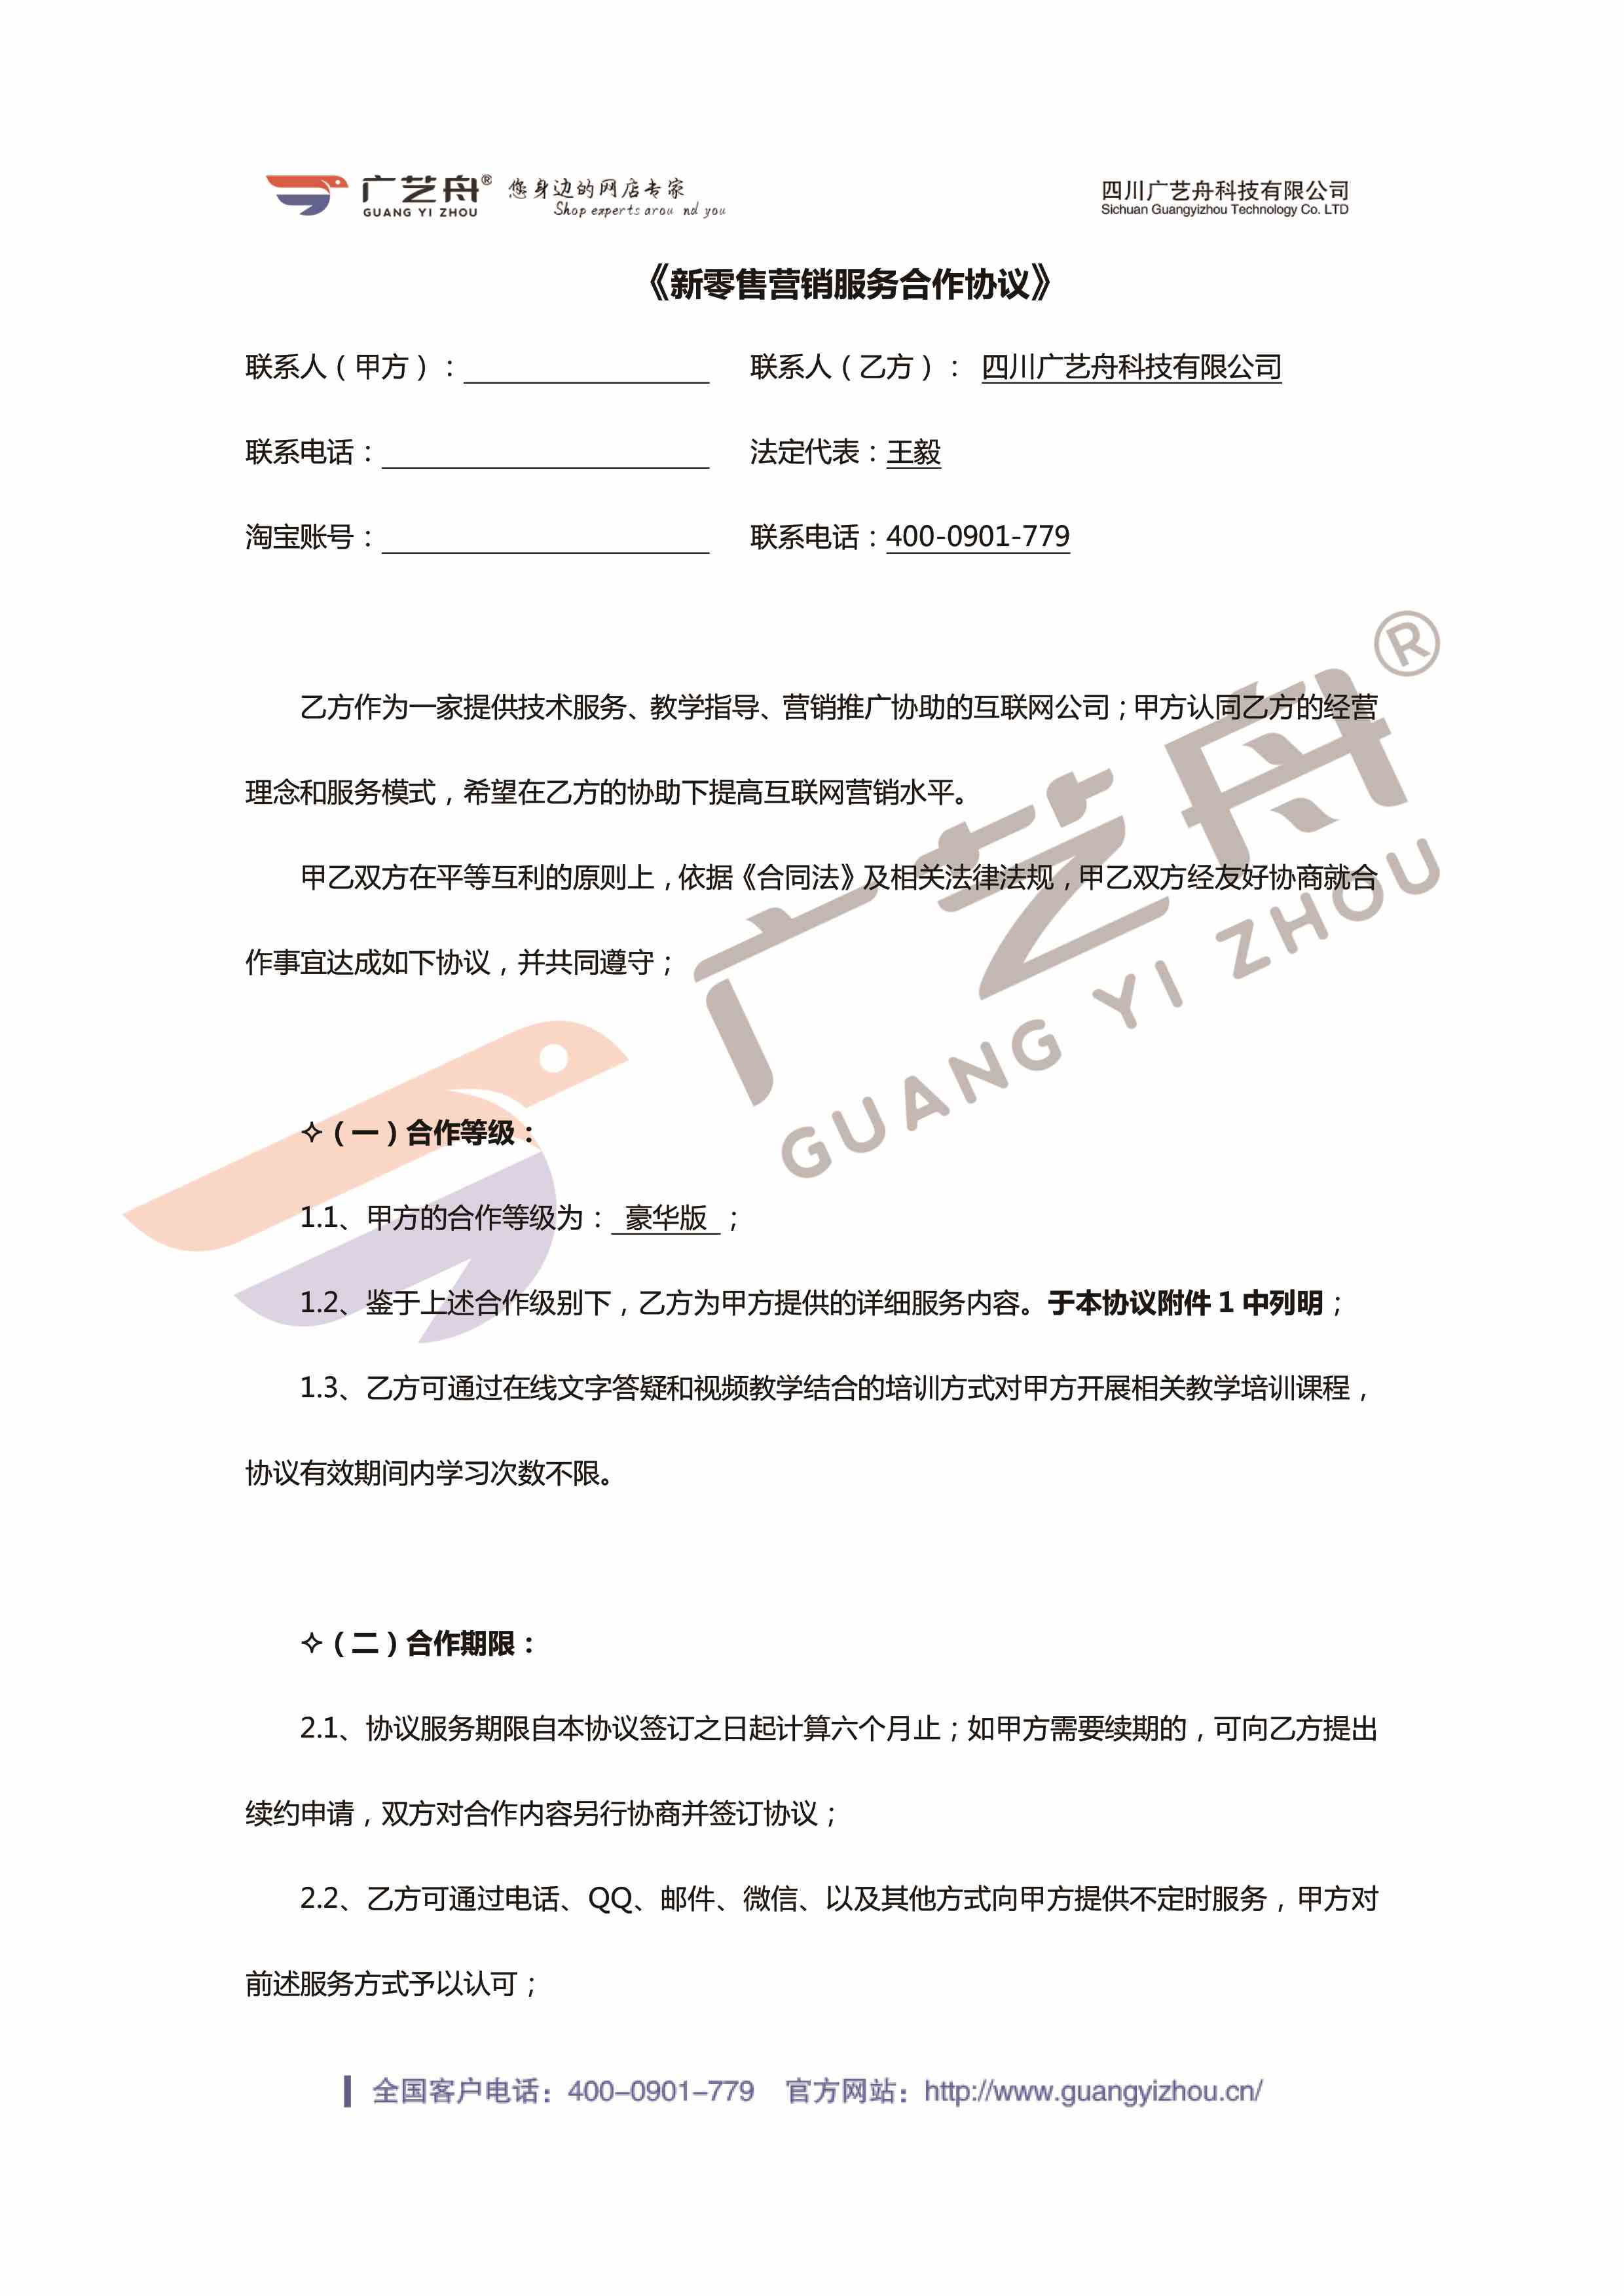 广艺舟® 您身边的网店专家 四川广艺舟科技有限公司
GUANG YI ZHOU Shop experts arou nd you Sichuan Guangyizhou Technology Co. LTD
《新零售营销服务合作协议》
联系人（甲方）： 联系人（乙方）： 四川广艺舟科技有限公司
联系电话： 法定代表：王毅
淘宝账号： 联系电话：400-0901-779
乙方作为一家提供技术服务、教学指导、营销推广协助的互联网公司；甲方认同乙方的经营
理念和服务模式，希望在乙方的协助下提高互联网营销水平。
甲乙双方在平等互利的原则上，依据《合同法》及相关法律法规，甲乙双方经友好协商就合
作事宜达成如下协议，并共同遵守；
广艺舟®
GUANG YI ZHOU
✧（一）合作等级：
1.1、甲方的合作等级为： 豪华版 ；
1.2、鉴于上述合作级别下，乙方为甲方提供的详细服务内容。于本协议附件 1 中列明；
1.3、乙方可通过在线文字答疑和视频教学结合的培训方式对甲方开展相关教学培训课程，
协议有效期间内学习次数不限。
✧（二）合作期限：
2.1、协议服务期限自本协议签订之日起计算六个月止；如甲方需要续期的，可向乙方提出
续约申请，双方对合作内容另行协商并签订协议；
2.2、乙方可通过电话、QQ、邮件、微信、以及其他方式向甲方提供不定时服务，甲方对
前述服务方式予以认可；
全国客户电话：400-0901-779 官方网站：http://www.guangyizhou.cn/